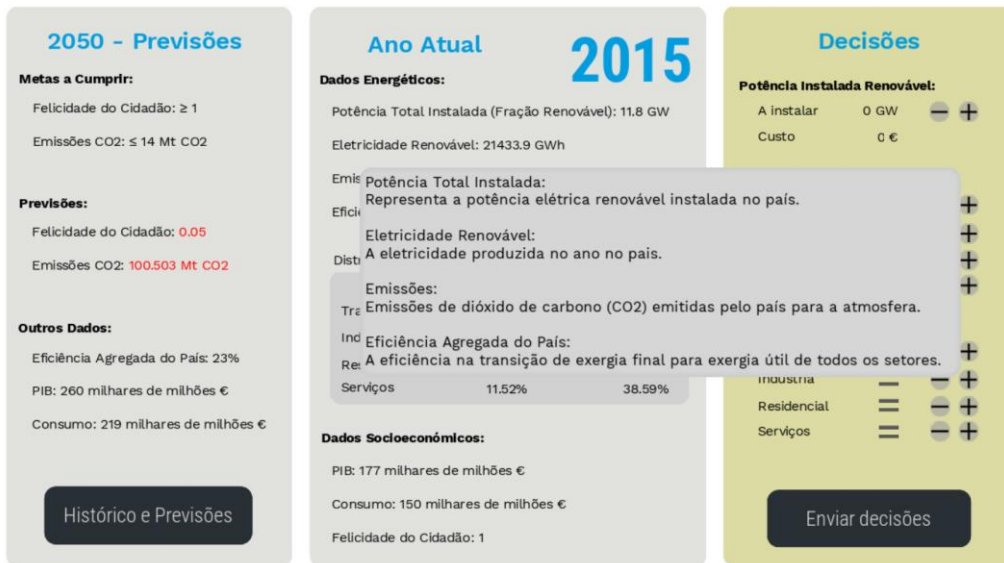 2050 - Previsões
Metas a Cumprir:
Felicidade do Cidadão: ≥ 1
Emissões CO2: ≤ 14 Mt CO2
Previsões:
Felicidade do Cidadão: 0.05
Emissões CO2: 100.503 Mt CO2
Outros Dados:
Eficiência Agregada do País: 23%
PIB: 260 milhares de milhões €
Consumo: 219 milhares de milhões €
Histórico e Previsões
Ano Atual
2015
Dados Energéticos:
Potência Total Instalada (Fração Renovável): 11.8 GW
Eletricidade Renovável: 21433.9 GWh
Potência Total Instalada:
Representa a potência elétrica renovável instalada no país.
Eletricidade Renovável:
A eletricidade produzida no ano no pais.
Emissões:
Emissões de dióxido de carbono (CO2) emitidas pelo país para a atmosfera.
Eficiência Agregada do País:
A eficiência na transição de exergia final para exergia útil de todos os setores.
Serviços 11.52% 38.59%
Dados Socioeconómicos:
PIB: 177 milhares de milhões €
Consumo: 150 milhares de milhões €
Felicidade do Cidadão: 1
Decisões
Potência Instalada Renovável:
A instalar 0 GW − +
Custo 0 €
Indústria = − +
Residencial = − +
Serviços = − +
Enviar decisões